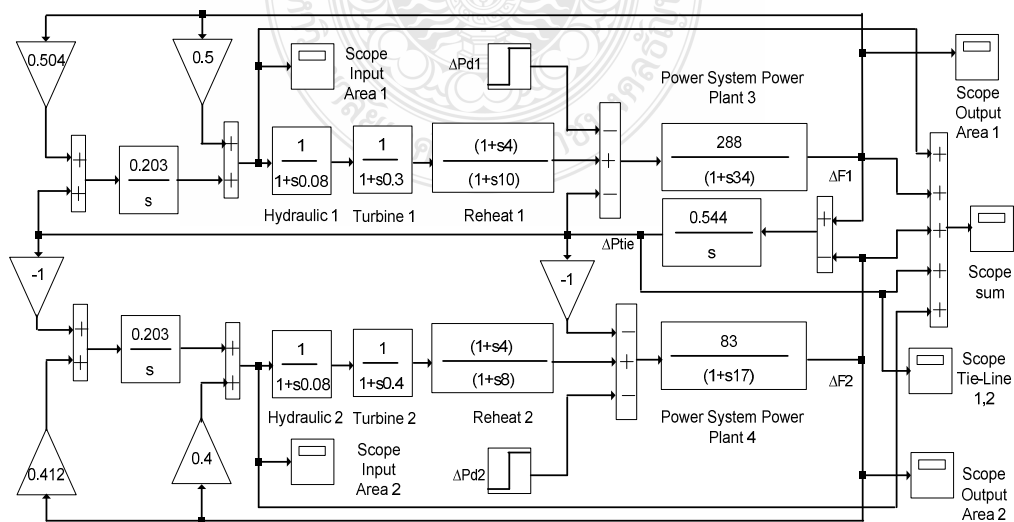 0.504
0.5
Scope
Input
Area 1
ΔPd1
Power System Power
Plant 3
Scope
Output
Area 1
+
+
0.203
s
+
+
1
1+s0.08
Hydraulic 1
1
1+s0.3
Turbine 1
(1+s4)
(1+s10)
Reheat 1
−
+
−
288
(1+s34)
ΔF1
0.544
s
+
−
ΔPtie
+
+
+
+
+
Scope
sum
-1
-1
+
+
0.203
s
+
+
1
1+s0.08
Hydraulic 2
1
1+s0.4
Turbine 2
(1+s4)
(1+s8)
Reheat 2
−
+
−
83
(1+s17)
ΔF2
Power System Power
Plant 4
Scope
Tie-Line
1,2
0.412
0.4
Scope
Input
Area 2
ΔPd2
Scope
Output
Area 2